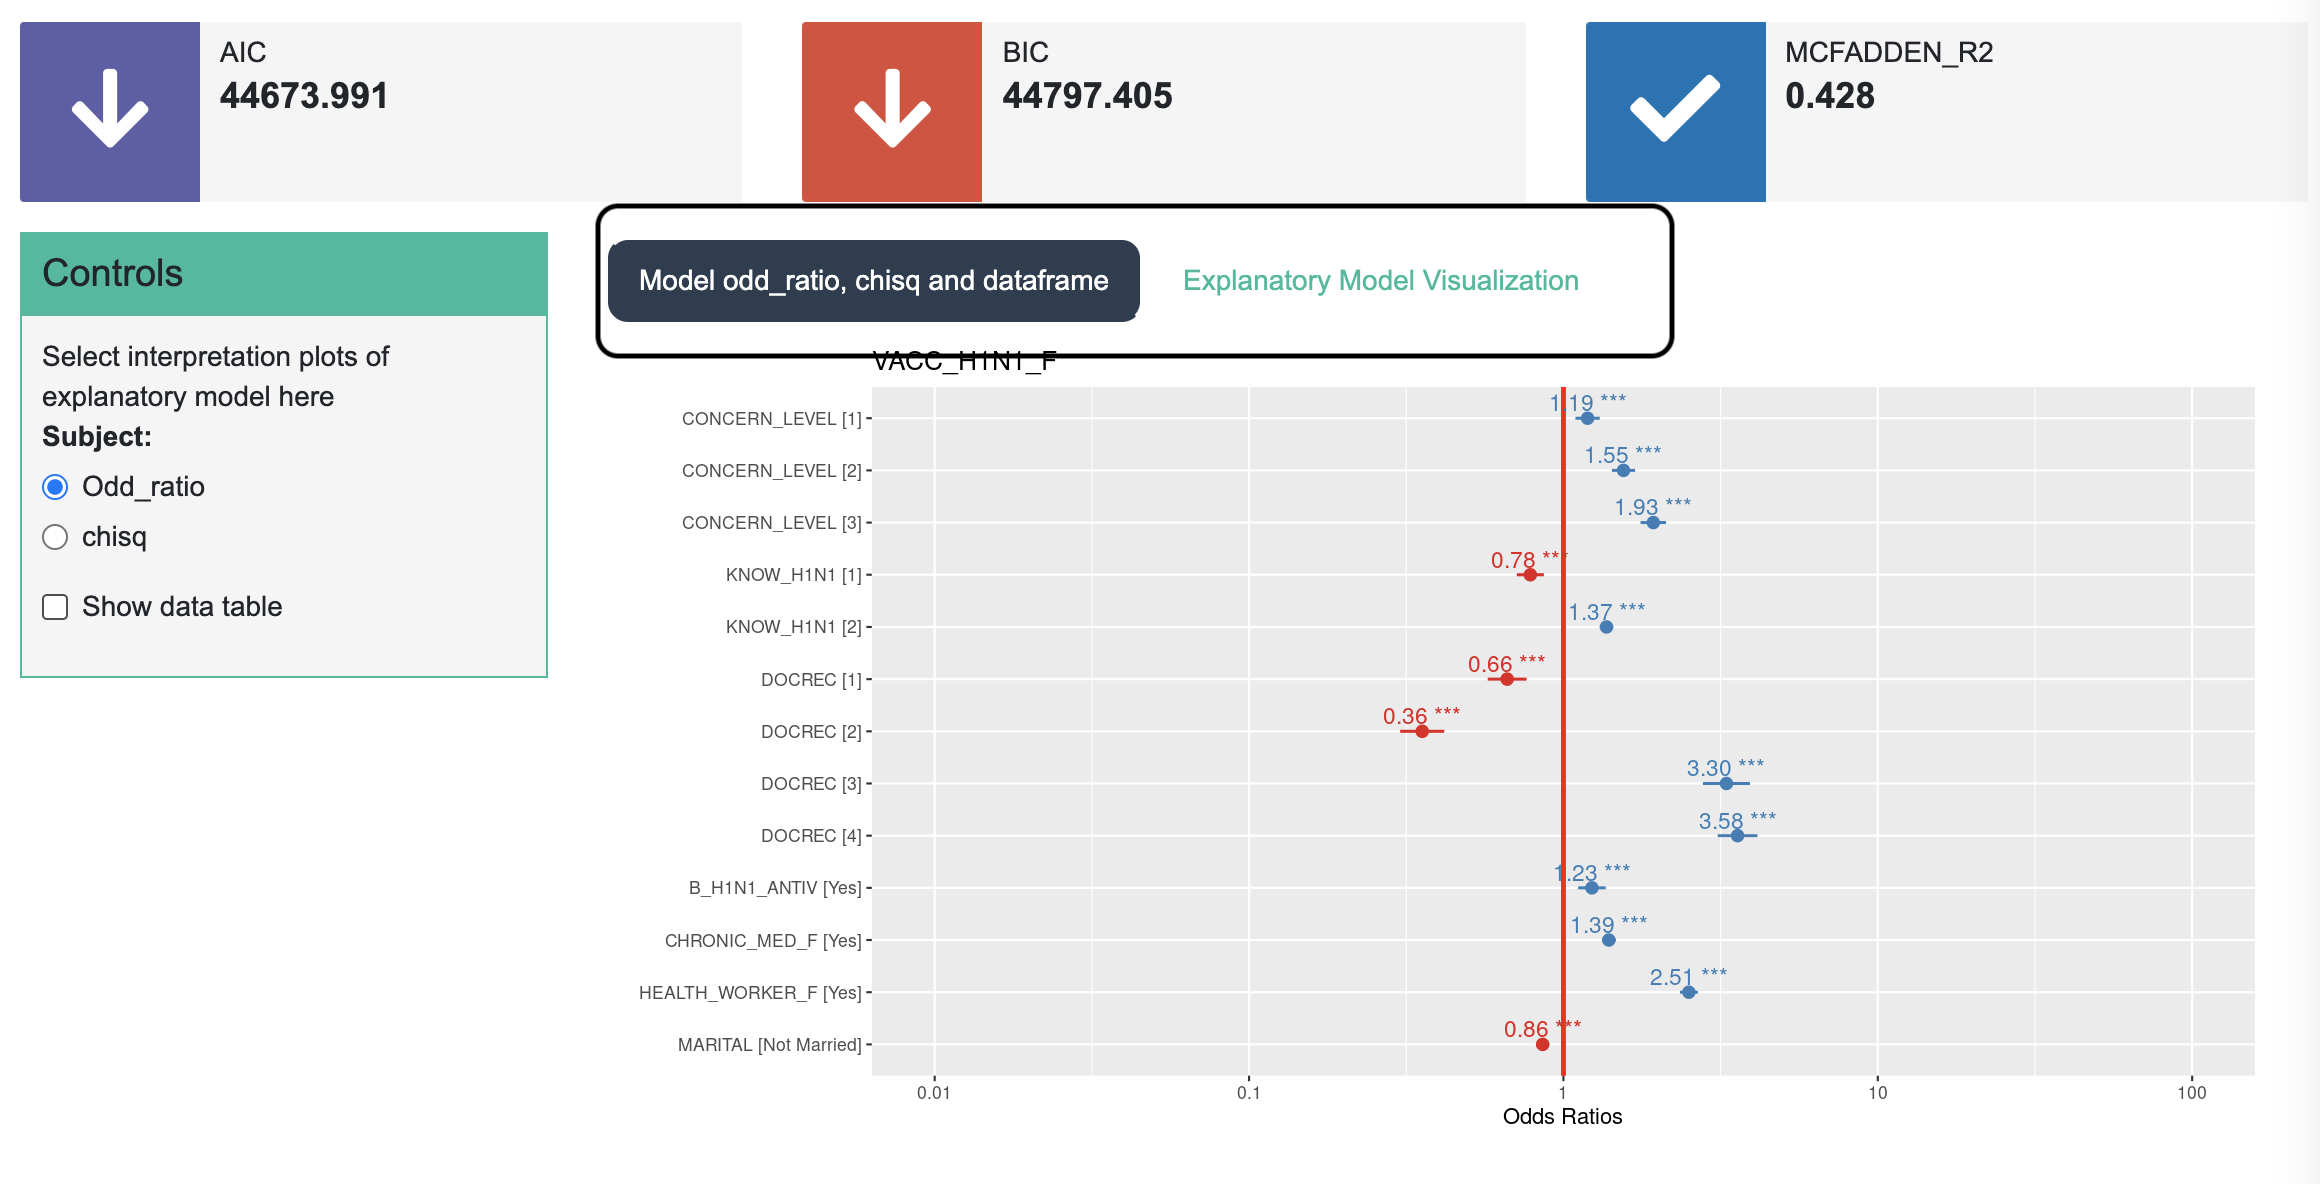 AIC
44673.991
BIC
44797.405
MCFADDEN_R2
0.428
Controls
Select interpretation plots of
explanatory model here
Subject:
Odd_ratio
chisq
Show data table
Model odd_ratio, chisq and dataframe
Explanatory Model Visualization
VACC_H1N1_F
CONCERN_LEVEL [1]
1.19 ***
CONCERN_LEVEL [2]
1.55 ***
CONCERN_LEVEL [3]
1.93 ***
KNOW_H1N1 [1]
0.78 ***
KNOW_H1N1 [2]
1.37 ***
DOCREC [1]
0.66 ***
DOCREC [2]
0.36 ***
DOCREC [3]
3.30 ***
DOCREC [4]
3.58 ***
B_H1N1_ANTIV [Yes]
1.23 ***
CHRONIC_MED_F [Yes]
1.39 ***
HEALTH_WORKER_F [Yes]
2.51 ***
MARITAL [Not Married]
0.86 ***
0.01
0.1
1
10
100
Odds Ratios